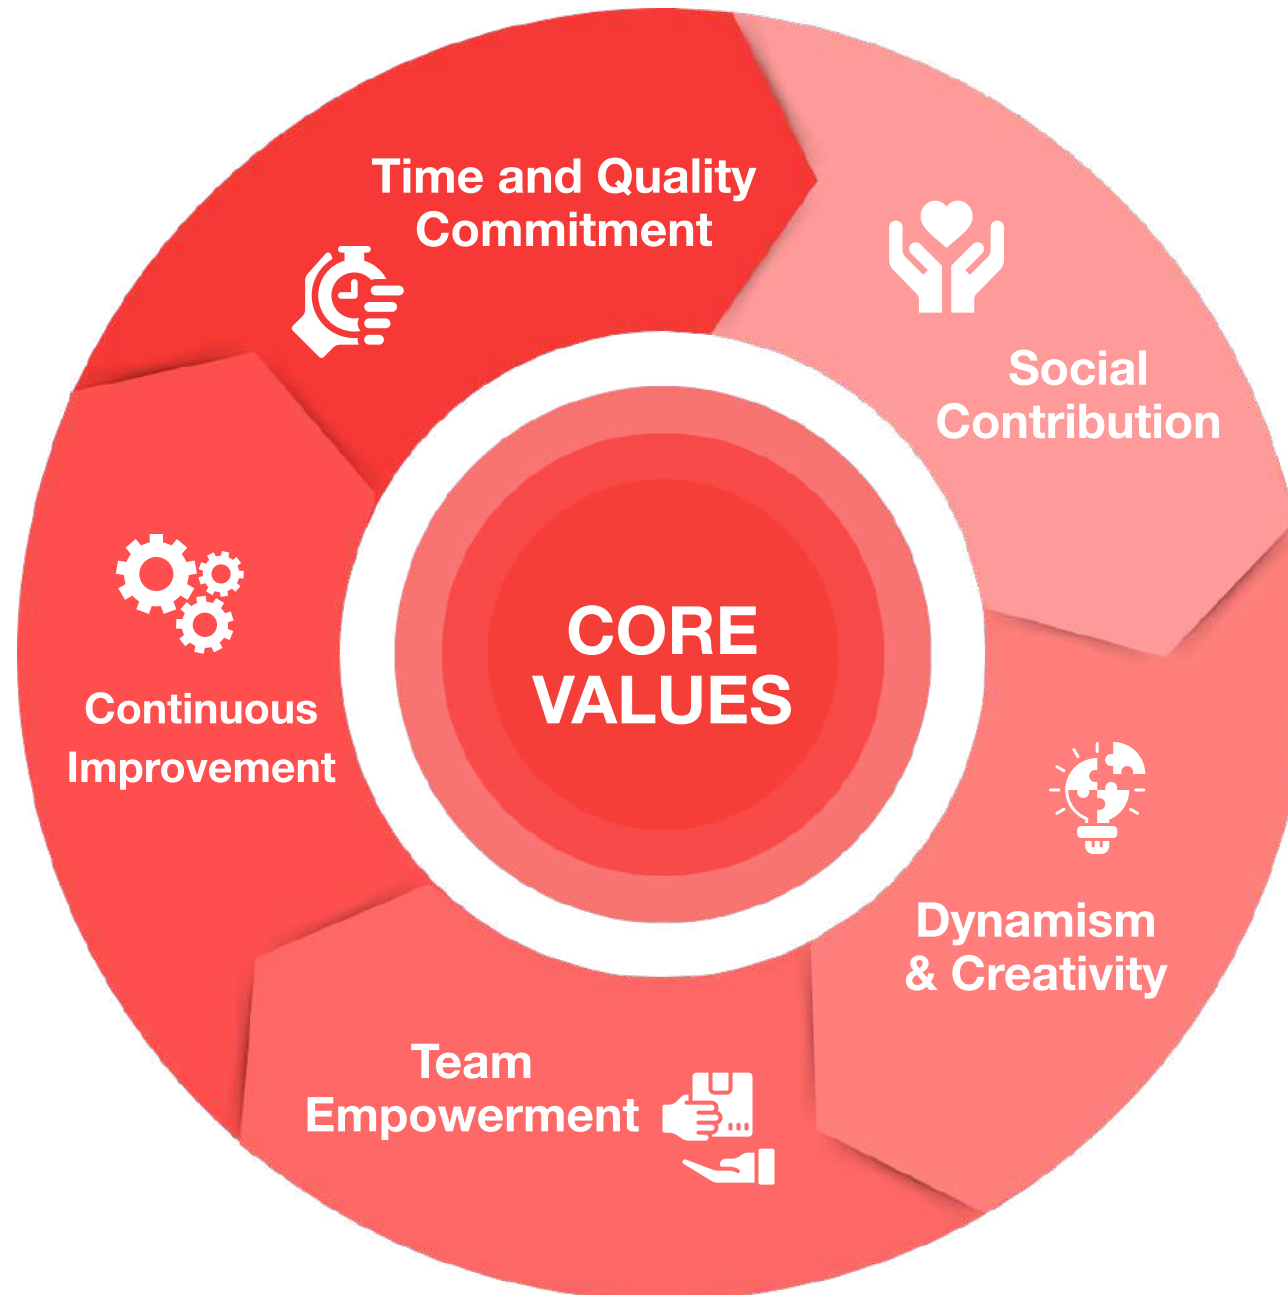 Time and Quality
Commitment
Social
Contribution
CORE
VALUES
Continuous
Improvement
Dynamism
& Creativity
Team
Empowerment